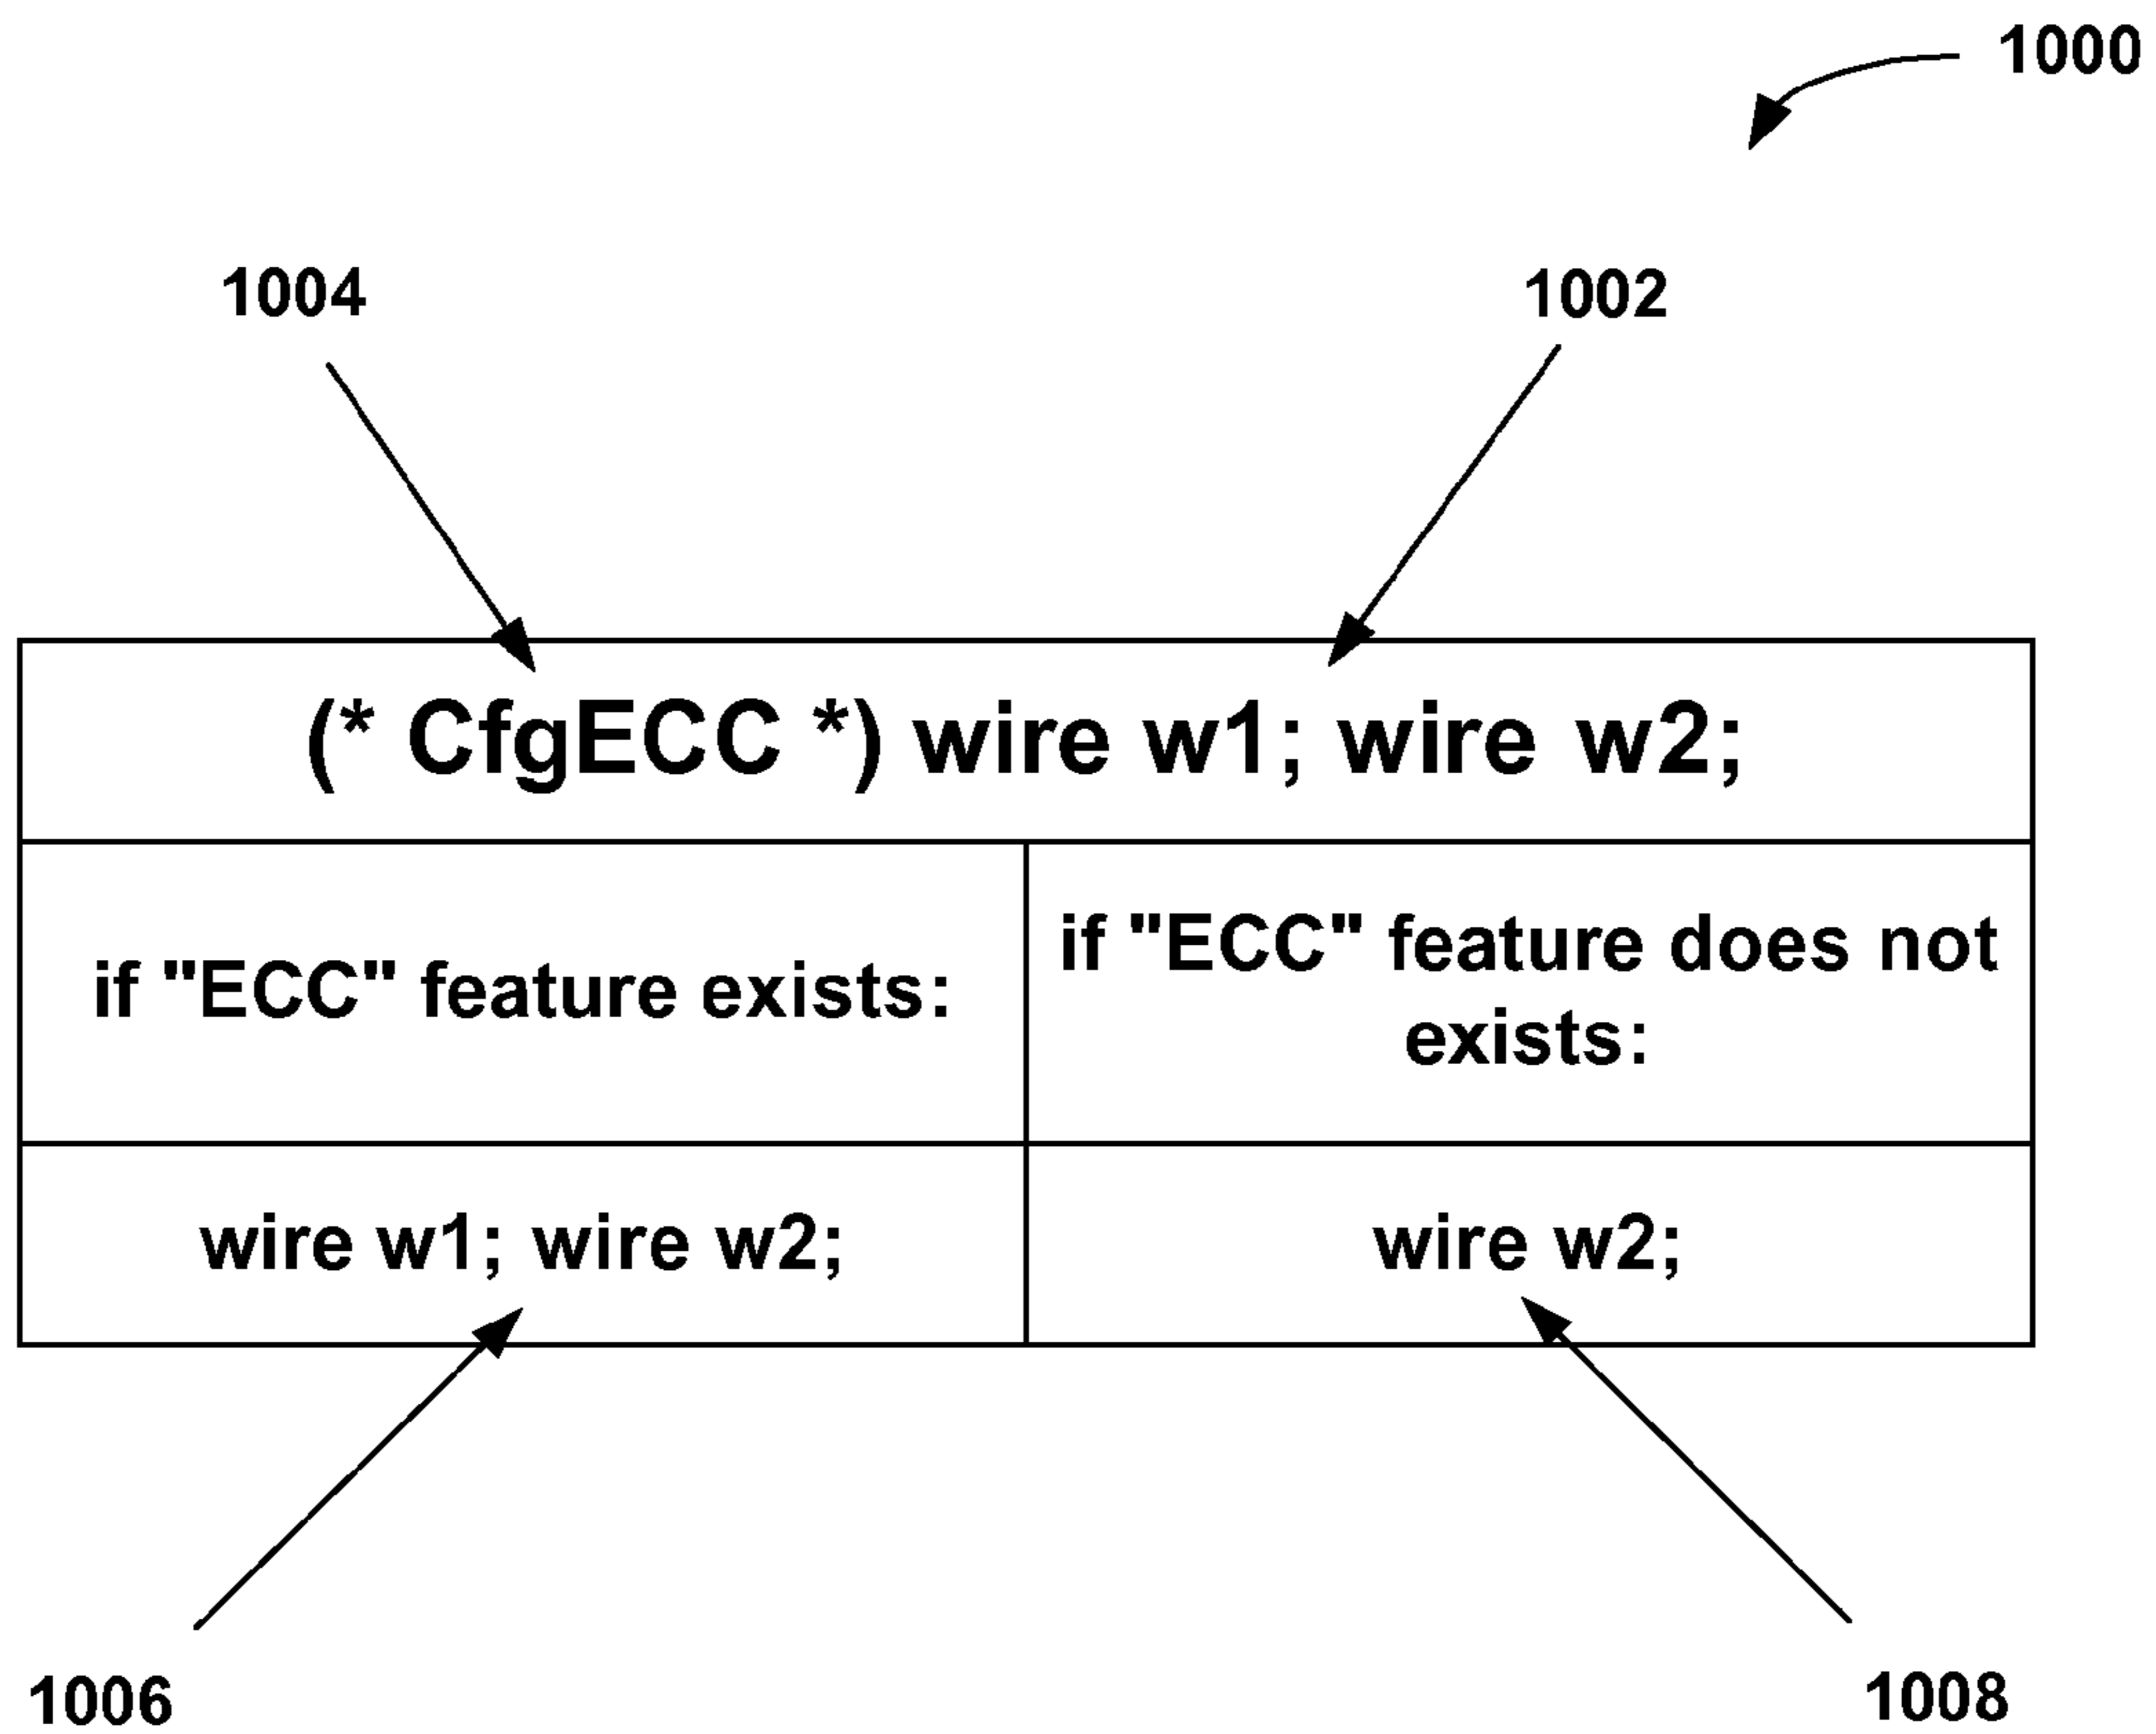 1000
1004
1002
(* CfgECC *) wire w1; wire w2;
if "ECC" feature exists:
if "ECC" feature does not
exists:
wire w1; wire w2;
wire w2;
1006
1008